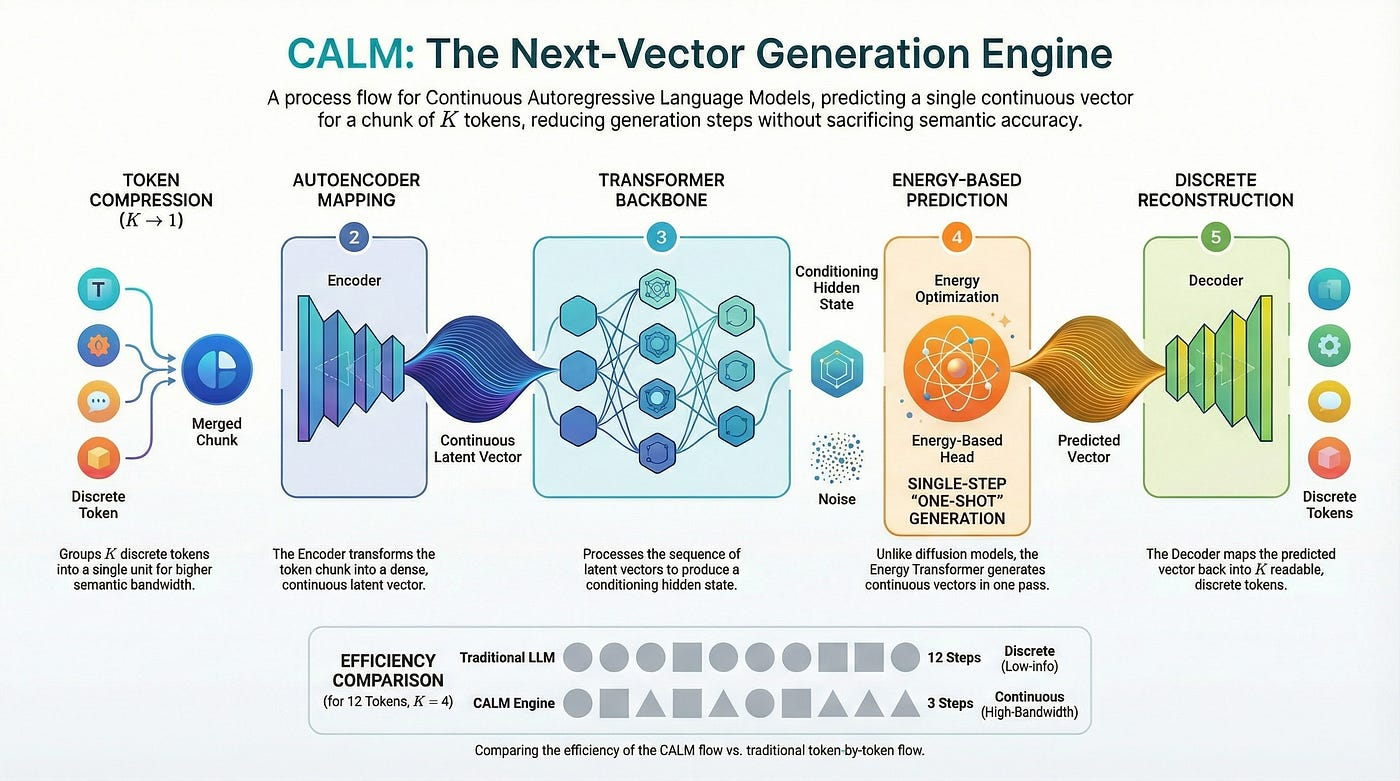 CALM: The Next-Vector Generation Engine
A process flow for Continuous Autoregressive Language Models, predicting a single continuous vector
for a chunk of K tokens, reducing generation steps without sacrificing semantic accuracy.
TOKEN
COMPRESSION
(K → 1)
T
Merged
Chunk
Discrete
Token
Groups K discrete tokens
into a single unit for higher
semantic bandwidth.
AUTOENCODER
MAPPING
2
Encoder
Continuous
Latent Vector
The Encoder transforms the
token chunk into a dense,
continuous latent vector.
TRANSFORMER
BACKBONE
3
Processes the sequence of
latent vectors to produce a
conditioning hidden state.
Conditioning
Hidden
State
Noise
ENERGY-BASED
PREDICTION
4
Energy
Optimization
Energy-Based
Head
SINGLE-STEP
“ONE-SHOT”
GENERATION
Unlike diffusion models, the
Energy Transformer generates
continuous vectors in one pass.
Predicted
Vector
DISCRETE
RECONSTRUCTION
5
Decoder
Discrete
Tokens
The Decoder maps the predicted
vector back into K readable,
discrete tokens.
EFFICIENCY
COMPARISON
(for 12 Tokens, K = 4)
Traditional LLM
12 Steps
Discrete
(Low-info)
CALM Engine
3 Steps
Continuous
(High-Bandwidth)
Comparing the efficiency of the CALM flow vs. traditional token-by-token flow.